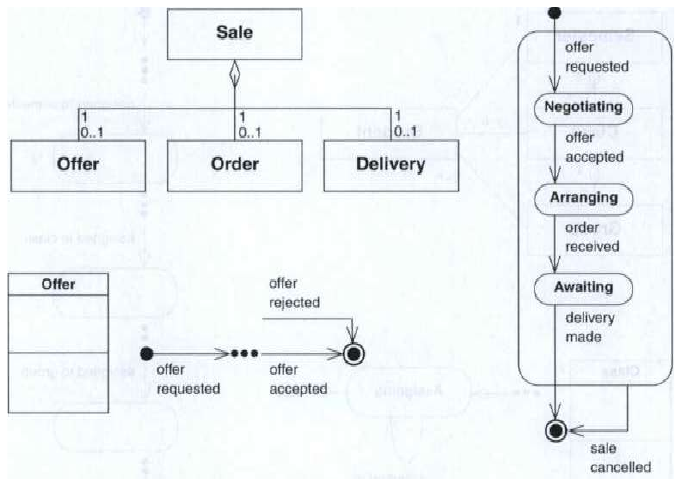 Sale
1
0..1
1
0..1
1
0..1
Offer
Order
Delivery
Offer
offer
rejected
offer
requested
offer
accepted
offer
requested
Negotiating
offer
accepted
Arranging
order
received
Awaiting
delivery
made
sale
cancelled